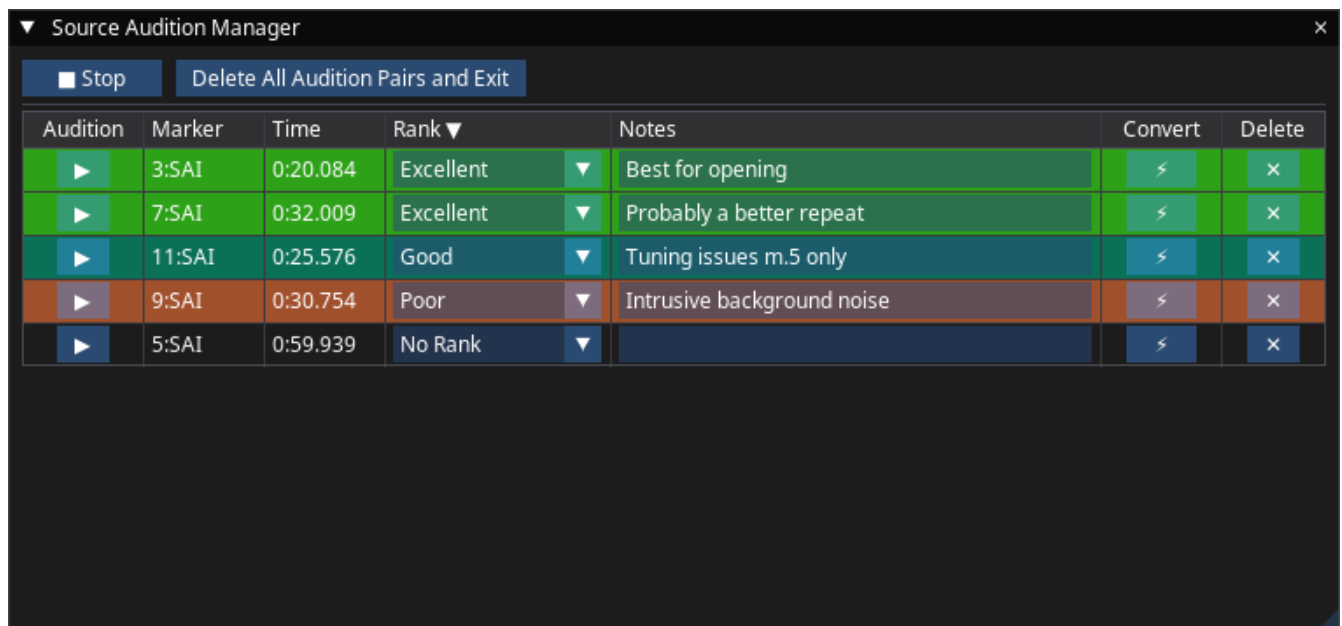 ▼ Source Audition Manager ×
■ Stop Delete All Audition Pairs and Exit
Audition Marker Time Rank ▼ Notes Convert Delete
▶ 3:SAI 0:20.084 Excellent ▼ Best for opening ⚡ ×
▶ 7:SAI 0:32.009 Excellent ▼ Probably a better repeat ⚡ ×
▶ 11:SAI 0:25.576 Good ▼ Tuning issues m.5 only ⚡ ×
▶ 9:SAI 0:30.754 Poor ▼ Intrusive background noise ⚡ ×
▶ 5:SAI 0:59.939 No Rank ▼ ⚡ ×